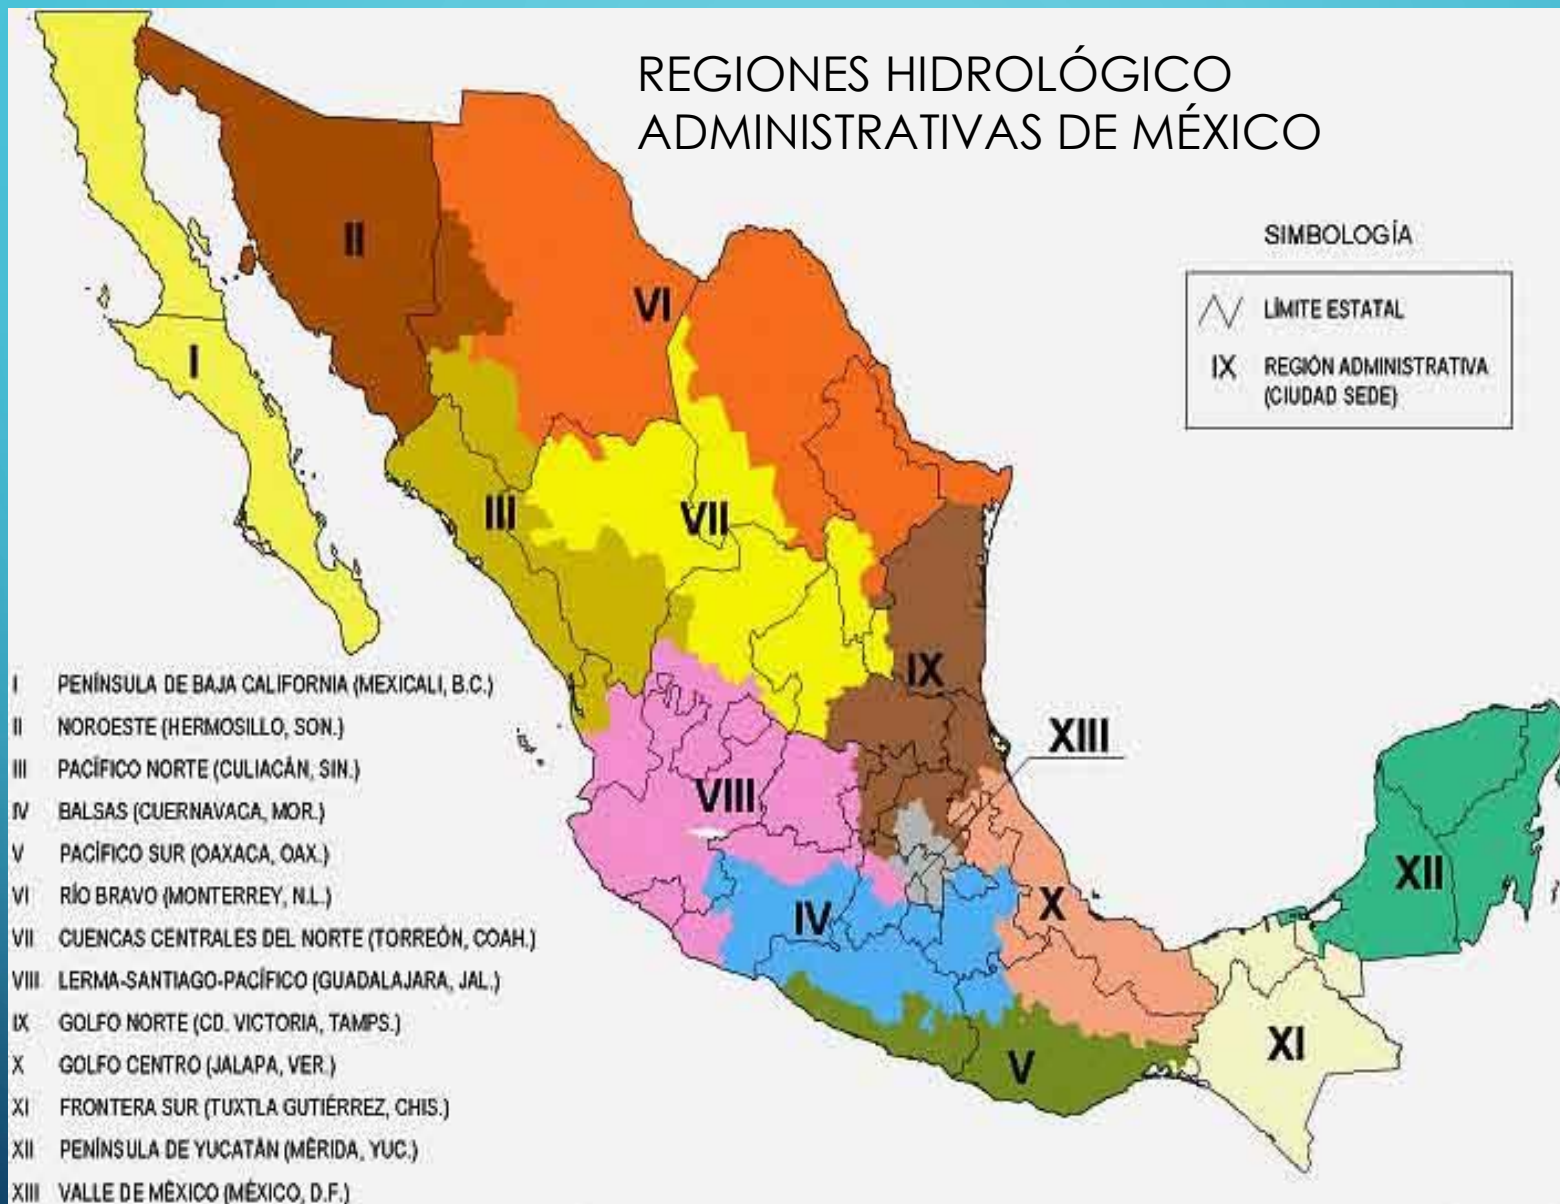 REGIONES HIDROLÓGICO
ADMINISTRATIVAS DE MÉXICO
SIMBOLOGÍA
LÍMITE ESTATAL
IX REGIÓN ADMINISTRATIVA
(CIUDAD SEDE)
II
VI
I
III
VII
IX
XIII
VIII
XII
IV
X
XI
V
I PENÍNSULA DE BAJA CALIFORNIA (MEXICALI, B.C.)
II NOROESTE (HERMOSILLO, SON.)
III PACÍFICO NORTE (CULIACÁN, SIN.)
IV BALSAS (CUERNAVACA, MOR.)
V PACÍFICO SUR (OAXACA, OAX.)
VI RÍO BRAVO (MONTERREY, N.L.)
VII CUENCAS CENTRALES DEL NORTE (TORREÓN, COAH.)
VIII LERMA-SANTIAGO-PACÍFICO (GUADALAJARA, JAL.)
IX GOLFO NORTE (CD. VICTORIA, TAMPS.)
X GOLFO CENTRO (JALAPA, VER.)
XI FRONTERA SUR (TUXTLA GUTIÉRREZ, CHIS.)
XII PENÍNSULA DE YUCATÁN (MÉRIDA, YUC.)
XIII VALLE DE MÉXICO (MÉXICO, D.F.)